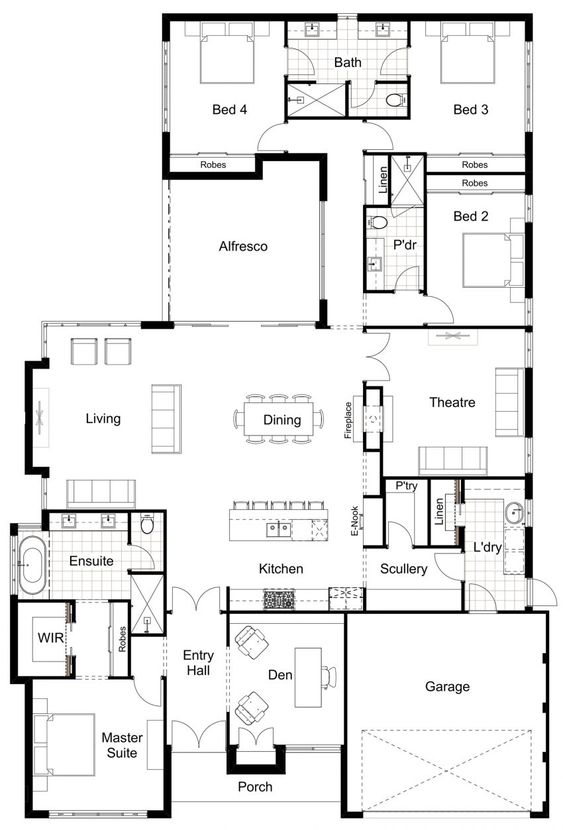 Bath
Bed 4
Bed 3
Robes
Robes
Linen
Robes
Bed 2
P'dr
Alfresco
Living
Dining
Fireplace
Theatre
P'try
Linen
E-Nook
L'dry
Ensuite
Kitchen
Scullery
WIR
Robes
Entry
Hall
Den
Garage
Master
Suite
Porch